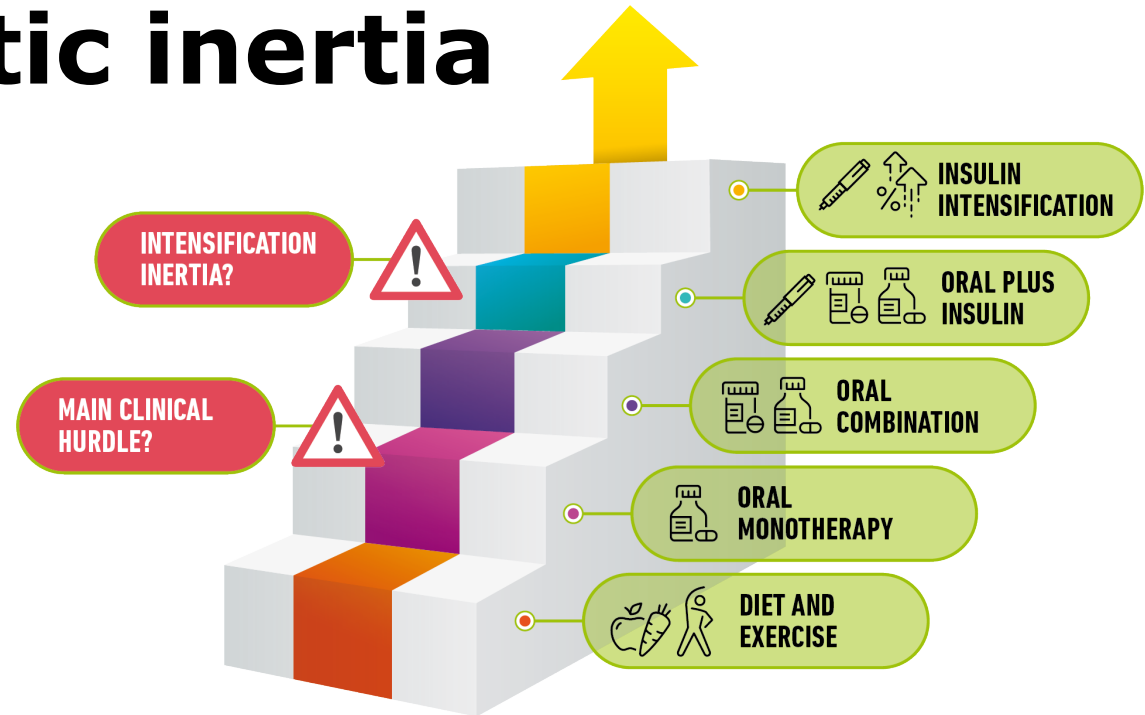 tic inertia
INSULIN
INTENSIFICATION
%
INTENSIFICATION
INERTIA?
ORAL PLUS
INSULIN
ORAL
COMBINATION
MAIN CLINICAL
HURDLE?
ORAL
MONOTHERAPY
DIET AND
EXERCISE